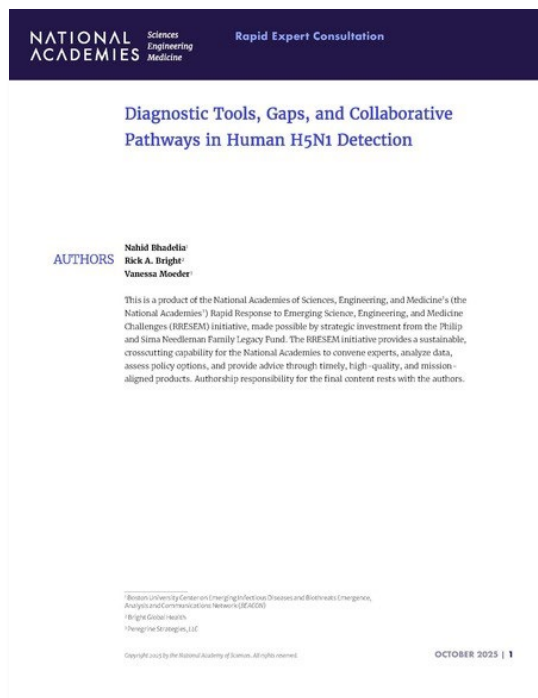 NATIONAL ACADEMIES
Sciences
Engineering
Medicine
Rapid Expert Consultation
Diagnostic Tools, Gaps, and Collaborative
Pathways in Human H5N1 Detection
AUTHORS
Nahid Bhadelia¹
Rick A. Bright²
Vanessa Moeder³
This is a product of the National Academies of Sciences, Engineering, and Medicine's (the
National Academies') Rapid Response to Emerging Science, Engineering, and Medicine
Challenges (RRESEM) initiative, made possible by strategic investment from the Philip
and Sima Needleman Family Legacy Fund. The RRESEM initiative provides a sustainable,
crosscutting capability for the National Academies to convene experts, analyze data,
assess policy options, and provide advice through timely, high-quality, and mission-
aligned products. Authorship responsibility for the final content rests with the authors.
¹ Boston University Center on Emerging Infectious Diseases and Biothreats Emergence,
Analysis and Communications Network (BEACON)
² Bright Global Health
³ Peregrine Strategies, LLC
Copyright 2025 by the National Academy of Sciences. All rights reserved.
OCTOBER 2025 | 1